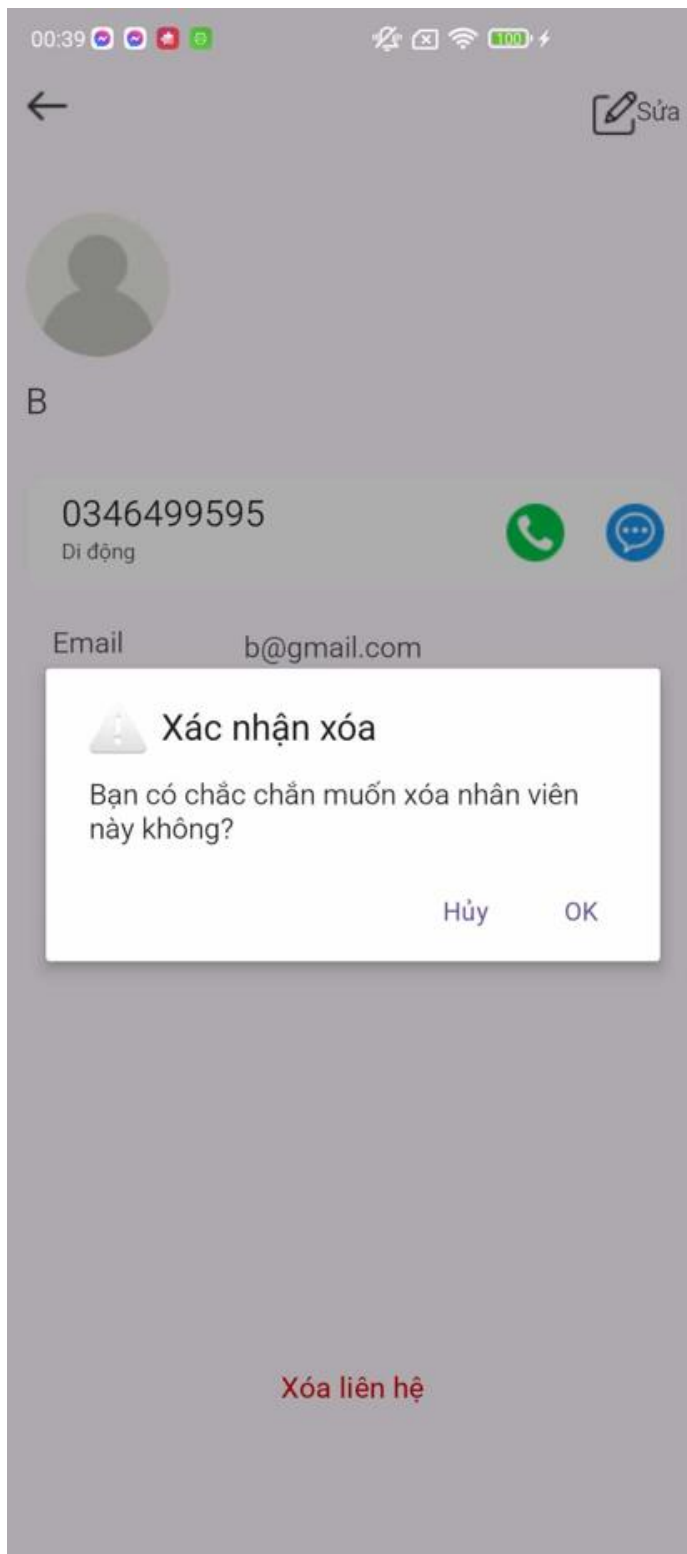 00:39
100
Sửa
B
0346499595
Di động
Email b@gmail.com
Xác nhận xóa
Bạn có chắc chắn muốn xóa nhân viên
này không?
Hủy OK
Xóa liên hệ